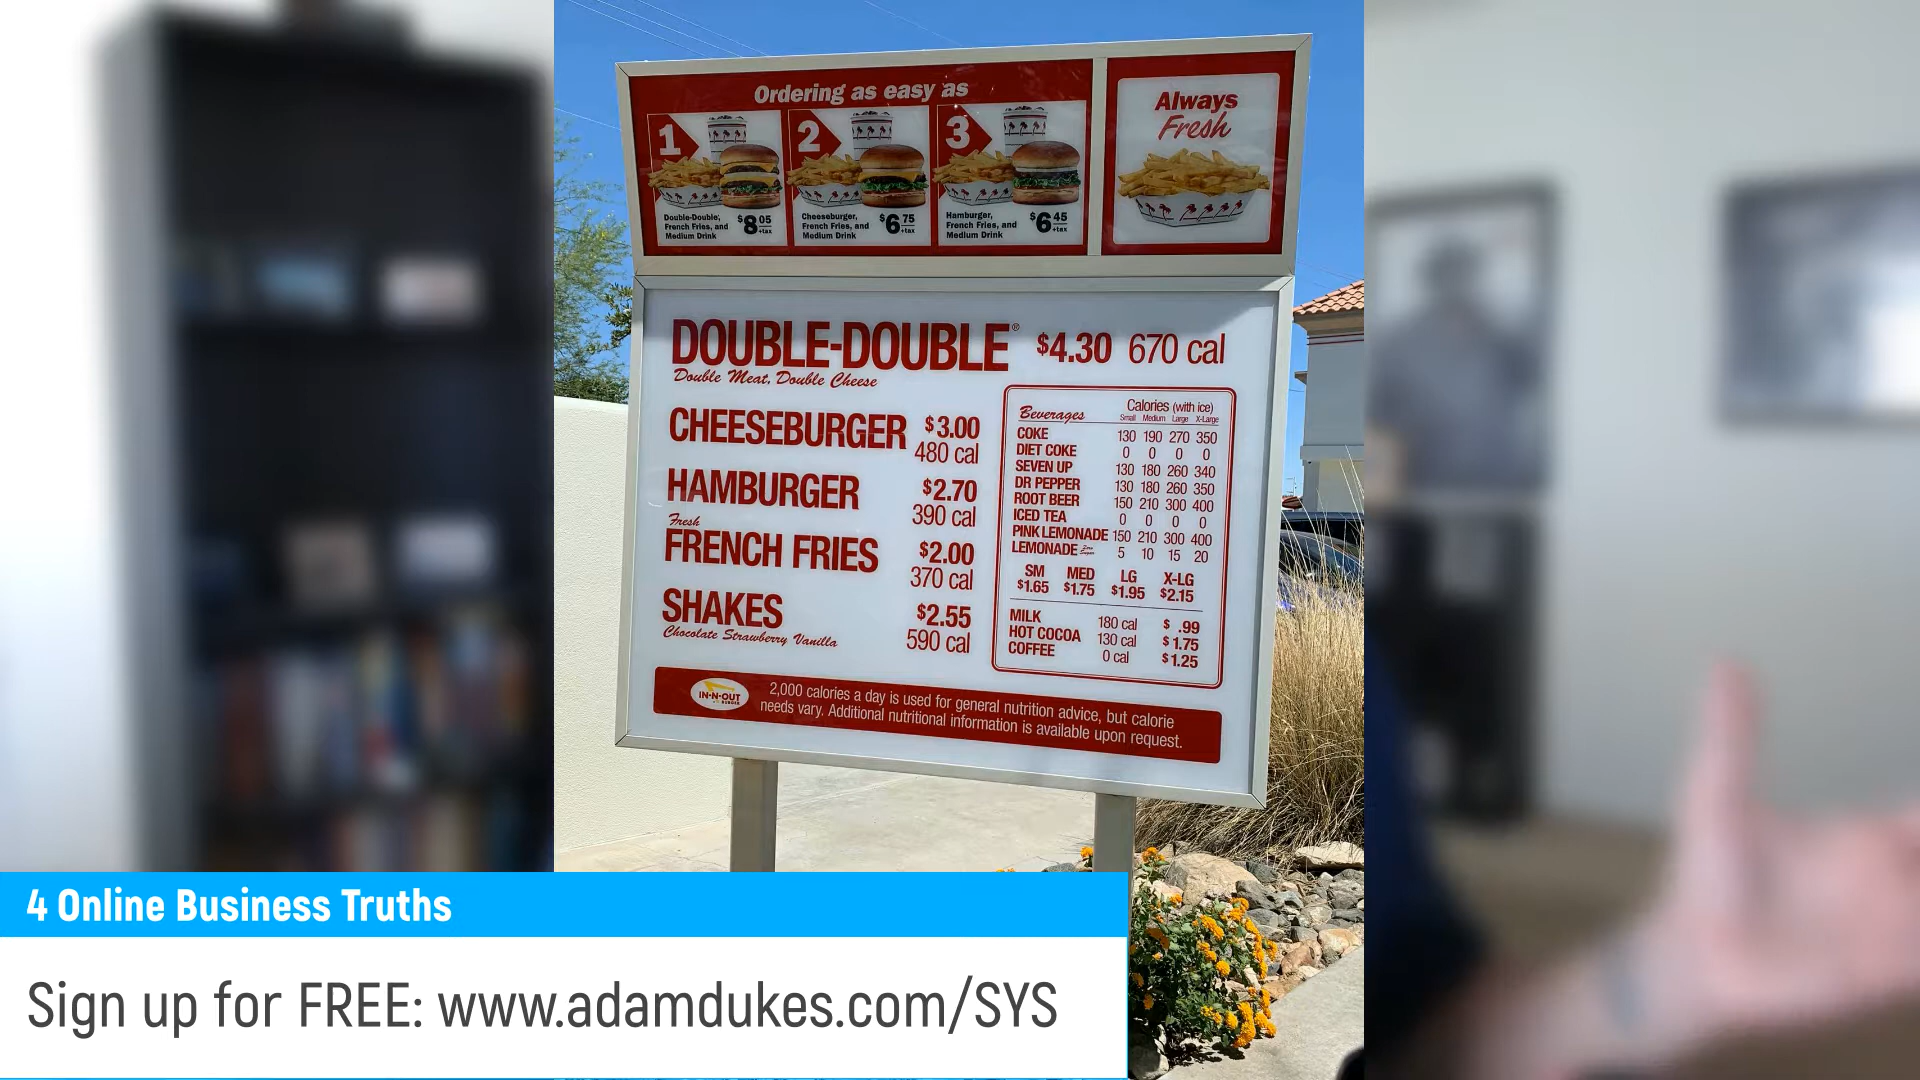 Ordering as easy as
1
2
3
Double-Double,
French Fries, and
Medium Drink
$8 05
+tax
Cheeseburger,
French Fries, and
Medium Drink
$6 75
+tax
Hamburger,
French Fries, and
Medium Drink
$6 45
+tax
Always
Fresh
DOUBLE-DOUBLE® $4.30 670 cal
Double Meat, Double Cheese
CHEESEBURGER $3.00
480 cal
HAMBURGER $2.70
390 cal
Fresh
FRENCH FRIES $2.00
370 cal
SHAKES $2.55
Chocolate Strawberry Vanilla 590 cal
Beverages Calories (with ice)
Small Medium Large X-Large
COKE 130 190 270 350
DIET COKE 0 0 0 0
SEVEN UP 130 180 260 340
DR PEPPER 130 180 260 350
ROOT BEER 150 210 300 400
ICED TEA 0 0 0 0
PINK LEMONADE 150 210 300 400
LEMONADE Zero Sugar 5 10 15 20
SM MED LG X-LG
$1.65 $1.75 $1.95 $2.15
MILK 180 cal $ .99
HOT COCOA 130 cal $1.75
COFFEE 0 cal $1.25
IN-N-OUT
BURGER
2,000 calories a day is used for general nutrition advice, but calorie
needs vary. Additional nutritional information is available upon request.
4 Online Business Truths
Sign up for FREE: www.adamdukes.com/SYS